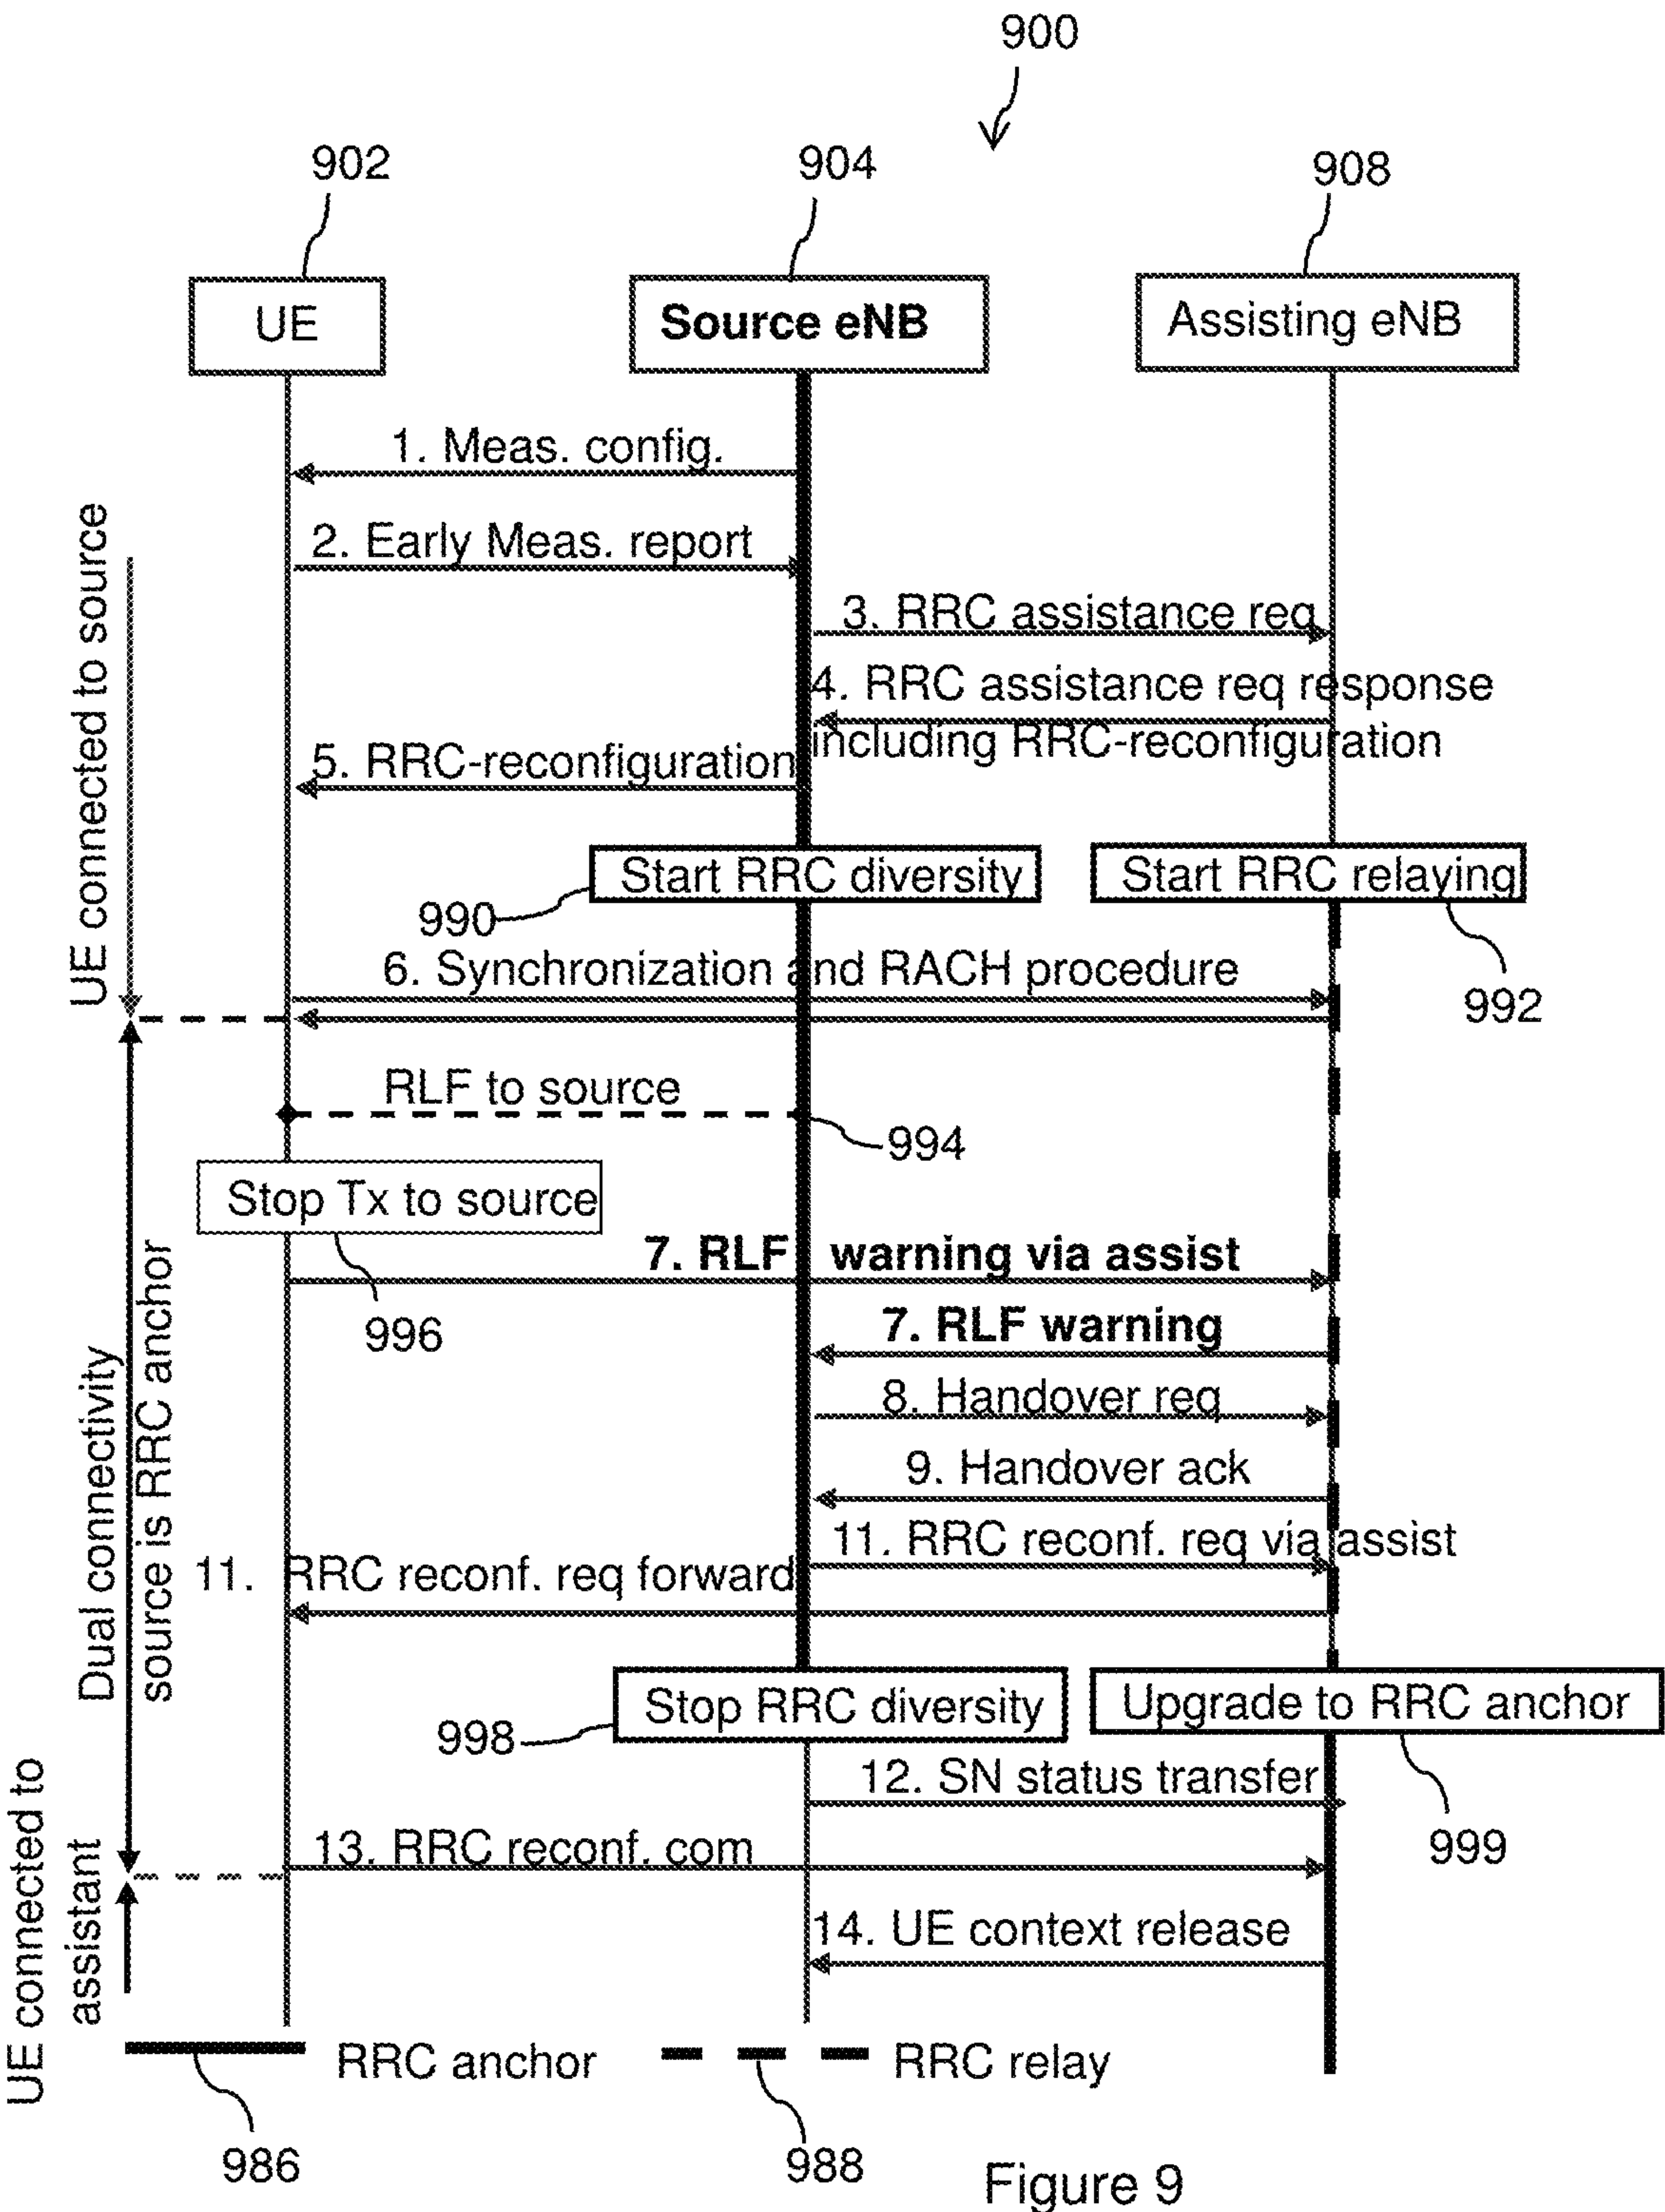 900
902
904
908
UE
Source eNB
Assisting eNB
1. Meas. config.
2. Early Meas. report
3. RRC assistance req
4. RRC assistance req response
including RRC-reconfiguration
5. RRC-reconfiguration
UE connected to source
Start RRC diversity
Start RRC relaying
990
992
6. Synchronization and RACH procedure
RLF to source
994
Stop Tx to source
996
7. RLF warning via assist
7. RLF warning
8. Handover req
9. Handover ack
11. RRC reconf. req via assist
11. RRC reconf. req forward
Dual connectivity
source is RRC anchor
Stop RRC diversity
Upgrade to RRC anchor
998
999
12. SN status transfer
13. RRC reconf. com
14. UE context release
UE connected to
assistant
RRC anchor
RRC relay
986
988
Figure 9